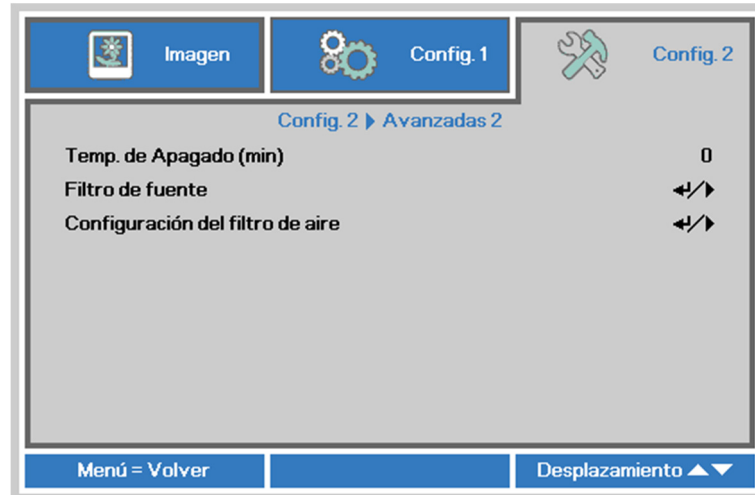 Imagen
Config. 1
Config. 2
Config. 2 ▶ Avanzadas 2
Temp. de Apagado (min) 0
Filtro de fuente ↵/▶
Configuración del filtro de aire ↵/▶
Menú = Volver
Desplazamiento ▲▼